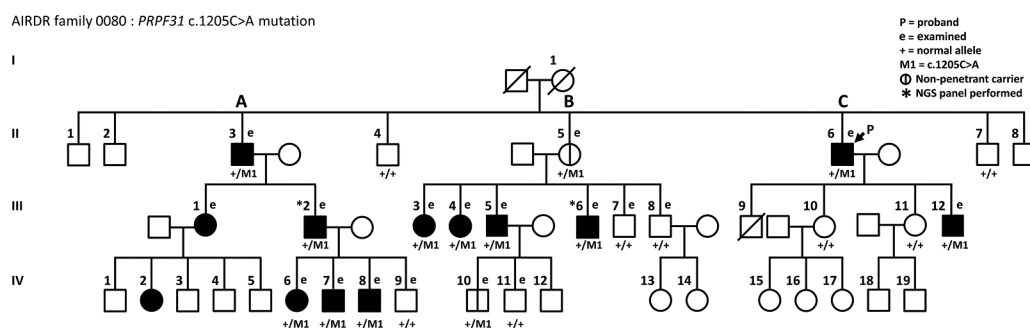 AIRDR family 0080 : PRPF31 c.1205C>A mutation
P = proband
e = examined
+ = normal allele
M1 = c.1205C>A
Non-penetrant carrier
* NGS panel performed
I
1
A B C
II
1 2 3 e 4 5 e 6 e P 7 8
+/M1 +/+ +/M1 +/M1 +/+
III
1 e *2 e 3 e 4 e 5 e *6 e 7 e 8 e 9 10 11 12 e
+/M1 +/M1 +/M1 +/M1 +/M1 +/+ +/+ +/+ +/+ +/M1
IV
1 2 3 4 5 6 e 7 e 8 e 9 e 10 e 11 e 12 13 14 15 16 17 18 19
+/M1 +/M1 +/M1 +/+ +/M1 +/+